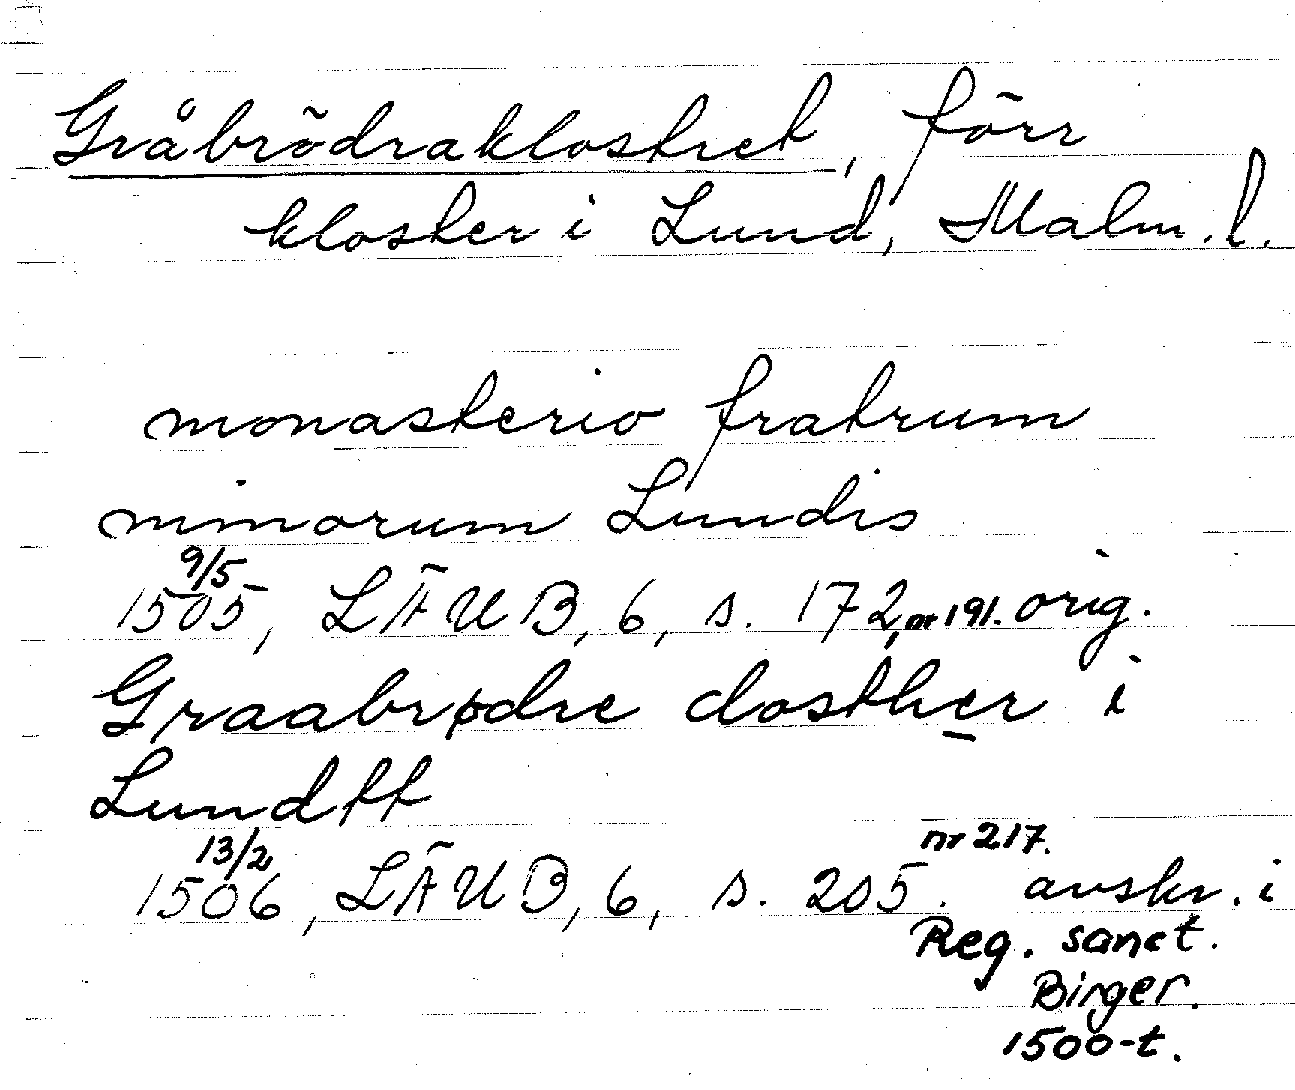 Gråbrödraklostret, förr
kloster i Lund, Malm. l.
monasterio fratrum
minorum Lundis
9/5
1505, LÄUB, 6, s. 172, nr 191. orig.
Graabrødre closther i
Lundtt
13/2 nr 217.
1506, LÄUB, 6, s. 205. avskr. i
Reg. sanct.
Birger.
1500-t.